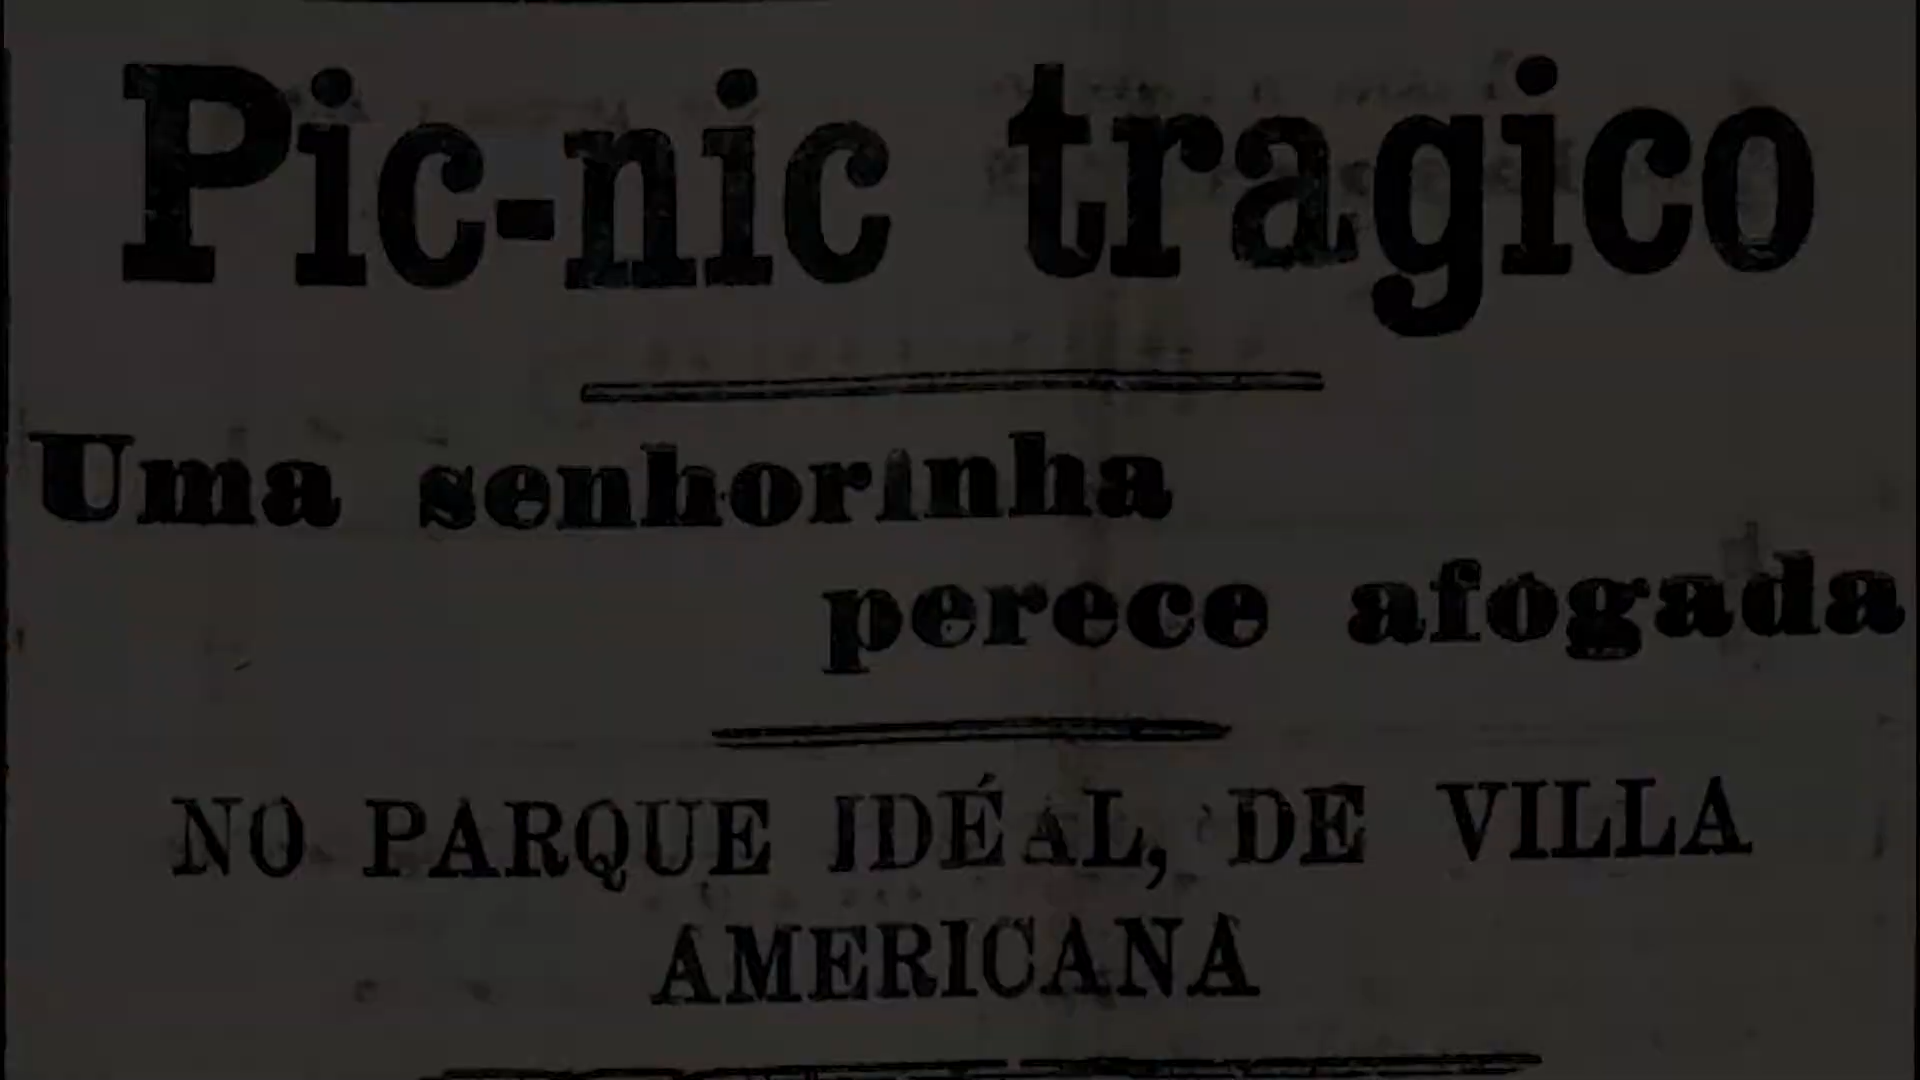 Pic-nic tragico
Uma senhorinha
perece afogada
NO PARQUE IDÉAL, DE VILLA
AMERICANA